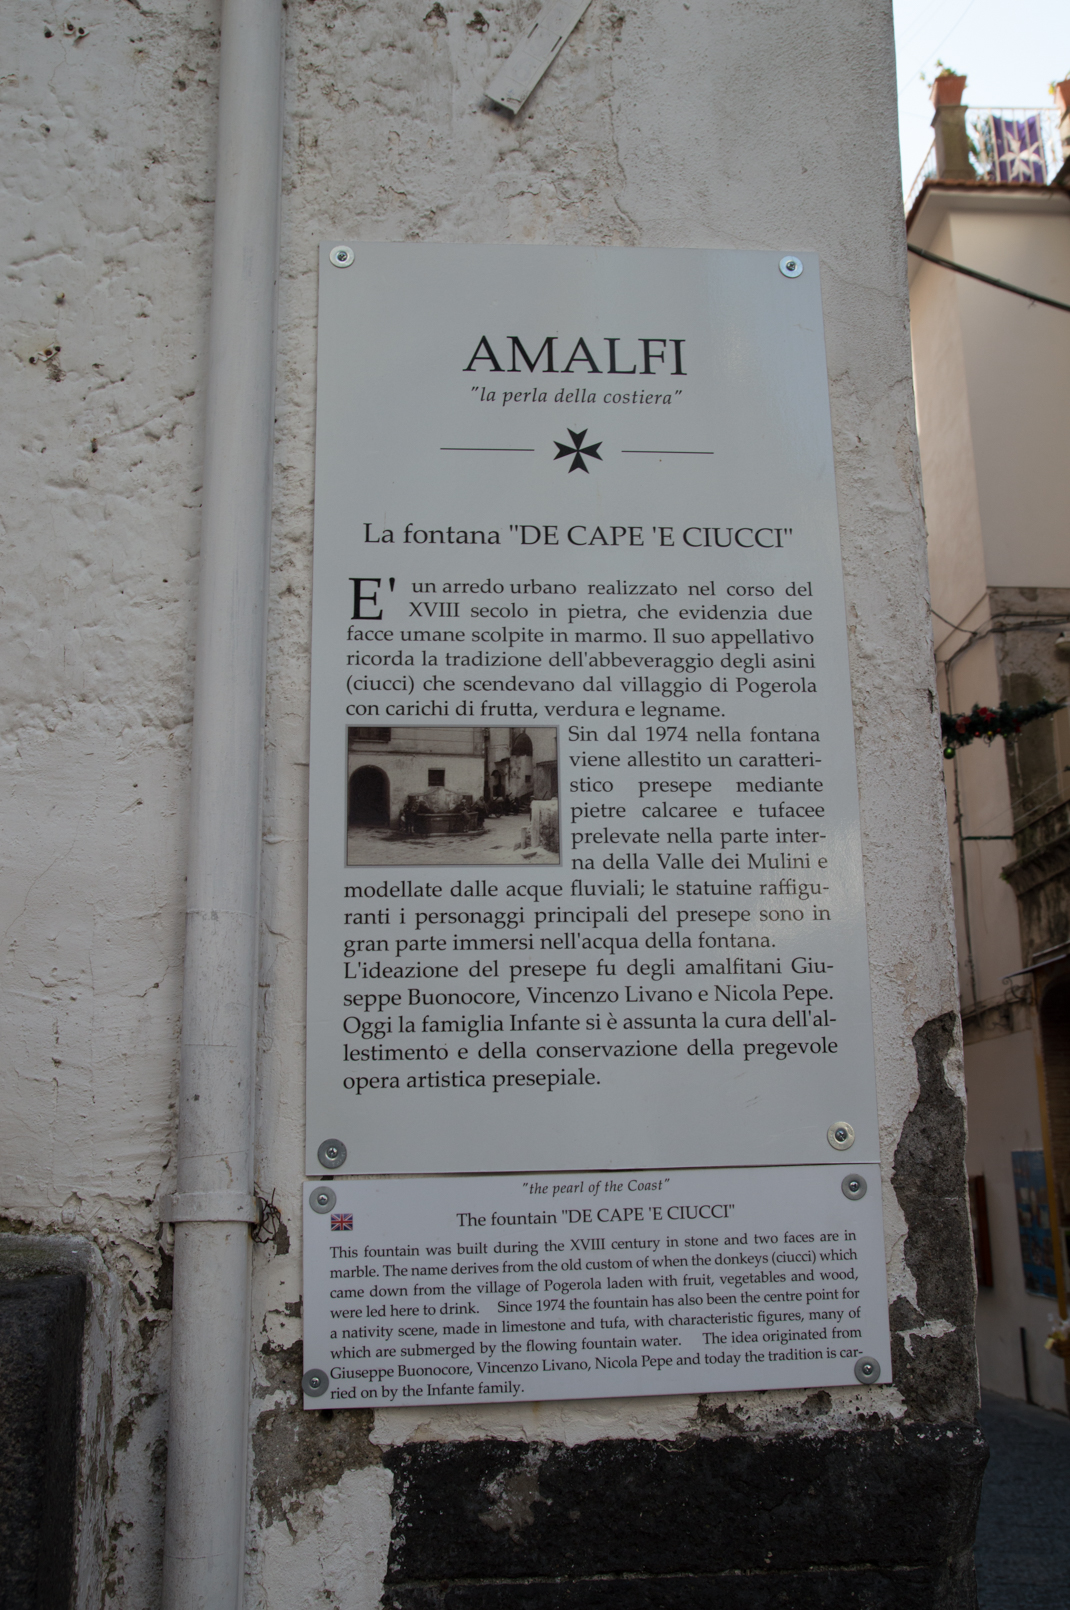 AMALFI
"la perla della costiera"
La fontana "DE CAPE 'E CIUCCI"
E' un arredo urbano realizzato nel corso del
XVIII secolo in pietra, che evidenzia due
facce umane scolpite in marmo. Il suo appellativo
ricorda la tradizione dell'abbeveraggio degli asini
(ciucci) che scendevano dal villaggio di Pogerola
con carichi di frutta, verdura e legname.
Sin dal 1974 nella fontana
viene allestito un caratteri-
stico presepe mediante
pietre calcaree e tufacee
prelevate nella parte inter-
na della Valle dei Mulini e
modellate dalle acque fluviali; le statuine raffigu-
ranti i personaggi principali del presepe sono in
gran parte immersi nell'acqua della fontana.
L'ideazione del presepe fu degli amalfitani Giu-
seppe Buonocore, Vincenzo Livano e Nicola Pepe.
Oggi la famiglia Infante si è assunta la cura dell'al-
lestimento e della conservazione della pregevole
opera artistica presepiale.
"the pearl of the Coast"
The fountain "DE CAPE 'E CIUCCI"
This fountain was built during the XVIII century in stone and two faces are in
marble. The name derives from the old custom of when the donkeys (ciucci) which
came down from the village of Pogerola laden with fruit, vegetables and wood,
were led here to drink. Since 1974 the fountain has also been the centre point for
a nativity scene, made in limestone and tufa, with characteristic figures, many of
which are submerged by the flowing fountain water. The idea originated from
Giuseppe Buonocore, Vincenzo Livano, Nicola Pepe and today the tradition is car-
ried on by the Infante family.